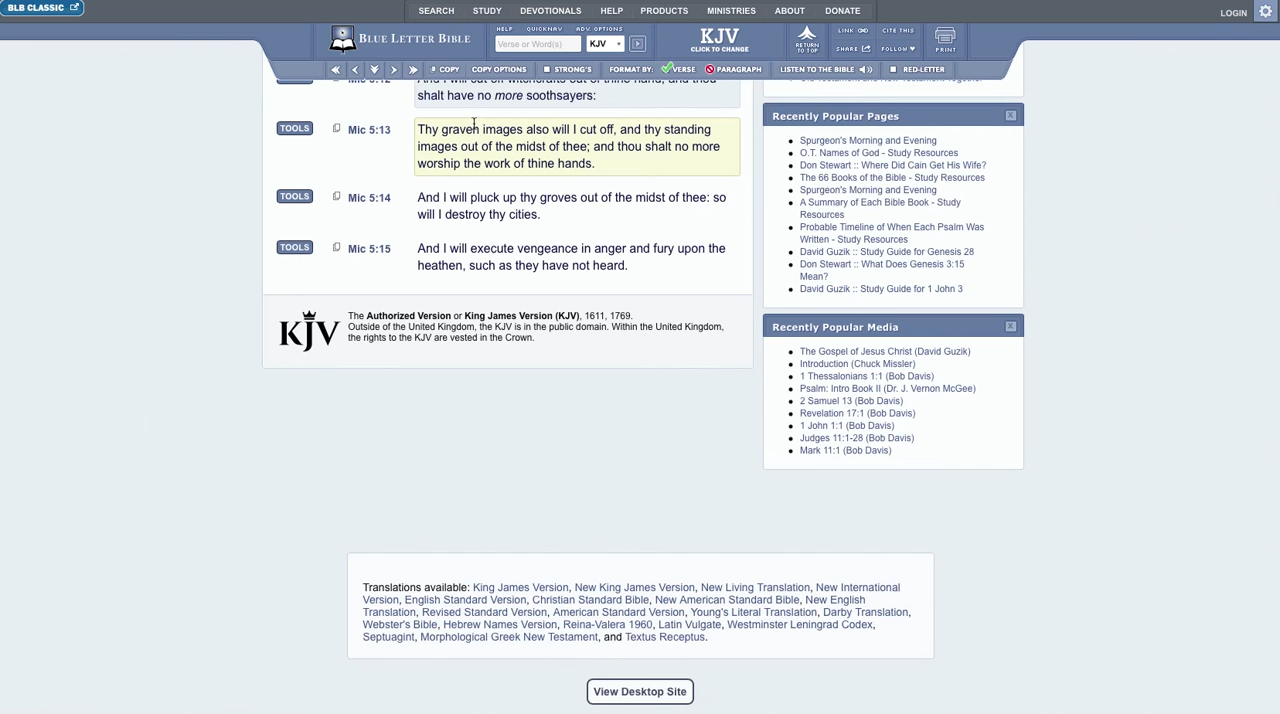 BLB CLASSIC
SEARCH STUDY DEVOTIONALS HELP PRODUCTS MINISTRIES ABOUT DONATE
LOGIN
BLUE LETTER BIBLE
HELP QUICKNAV ADV. OPTIONS
Verse or Word(s) KJV
KJV
CLICK TO CHANGE
RETURN
TO TOP
LINK CITE THIS
SHARE FOLLOW
PRINT
COPY COPY OPTIONS STRONG'S FORMAT BY: VERSE PARAGRAPH LISTEN TO THE BIBLE RED-LETTER
Mic 5:12 And I will cut off witchcrafts out of thine hand; and thou
shalt have no more soothsayers:
TOOLS Mic 5:13 Thy graven images also will I cut off, and thy standing
images out of the midst of thee; and thou shalt no more
worship the work of thine hands.
TOOLS Mic 5:14 And I will pluck up thy groves out of the midst of thee: so
will I destroy thy cities.
TOOLS Mic 5:15 And I will execute vengeance in anger and fury upon the
heathen, such as they have not heard.
KJV
The Authorized Version or King James Version (KJV), 1611, 1769.
Outside of the United Kingdom, the KJV is in the public domain. Within the United Kingdom,
the rights to the KJV are vested in the Crown.
Recently Popular Pages
Spurgeon's Morning and Evening
O.T. Names of God - Study Resources
Don Stewart :: Where Did Cain Get His Wife?
The 66 Books of the Bible - Study Resources
Spurgeon's Morning and Evening
A Summary of Each Bible Book - Study
Resources
Probable Timeline of When Each Psalm Was
Written - Study Resources
David Guzik :: Study Guide for Genesis 28
Don Stewart :: What Does Genesis 3:15
Mean?
David Guzik :: Study Guide for 1 John 3
Recently Popular Media
The Gospel of Jesus Christ (David Guzik)
Introduction (Chuck Missler)
1 Thessalonians 1:1 (Bob Davis)
Psalm: Intro Book II (Dr. J. Vernon McGee)
2 Samuel 13 (Bob Davis)
Revelation 17:1 (Bob Davis)
1 John 1:1 (Bob Davis)
Judges 11:1-28 (Bob Davis)
Mark 11:1 (Bob Davis)
Translations available: King James Version, New King James Version, New Living Translation, New International
Version, English Standard Version, Christian Standard Bible, New American Standard Bible, New English
Translation, Revised Standard Version, American Standard Version, Young's Literal Translation, Darby Translation,
Webster's Bible, Hebrew Names Version, Reina-Valera 1960, Latin Vulgate, Westminster Leningrad Codex,
Septuagint, Morphological Greek New Testament, and Textus Receptus.
View Desktop Site